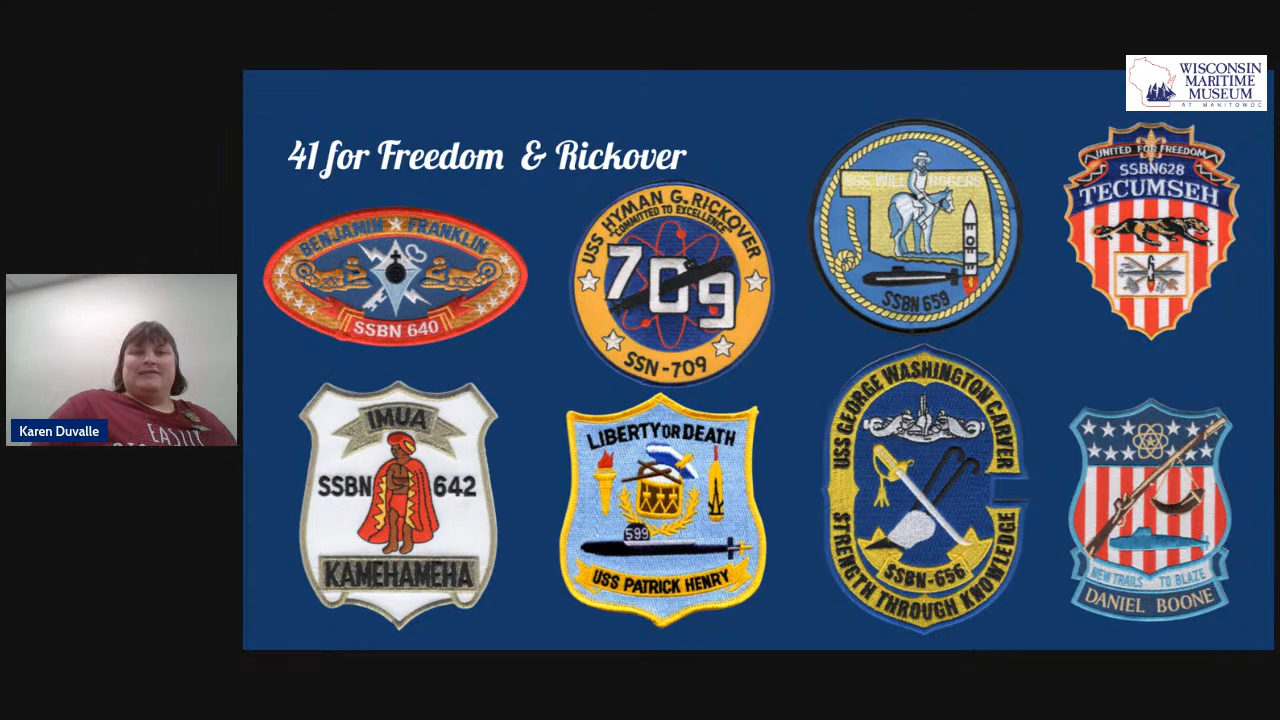 WISCONSIN
MARITIME
MUSEUM
AT MANITOWOC
41 for Freedom & Rickover
BENJAMIN ★ FRANKLIN
SSBN 640
USS HYMAN G. RICKOVER
COMMITTED TO EXCELLENCE
709
SSN-709
USS WILL ROGERS
SSBN 659
UNITED FOR FREEDOM
SSBN628
TECUMSEH
Karen Duvalle
IMUA
SSBN 642
KAMEHAMEHA
LIBERTY OR DEATH
599
USS PATRICK HENRY
USS GEORGE WASHINGTON CARVER
SSBN-656
STRENGTH THROUGH KNOWLEDGE
NEW TRAILS TO BLAZE
DANIEL BOONE